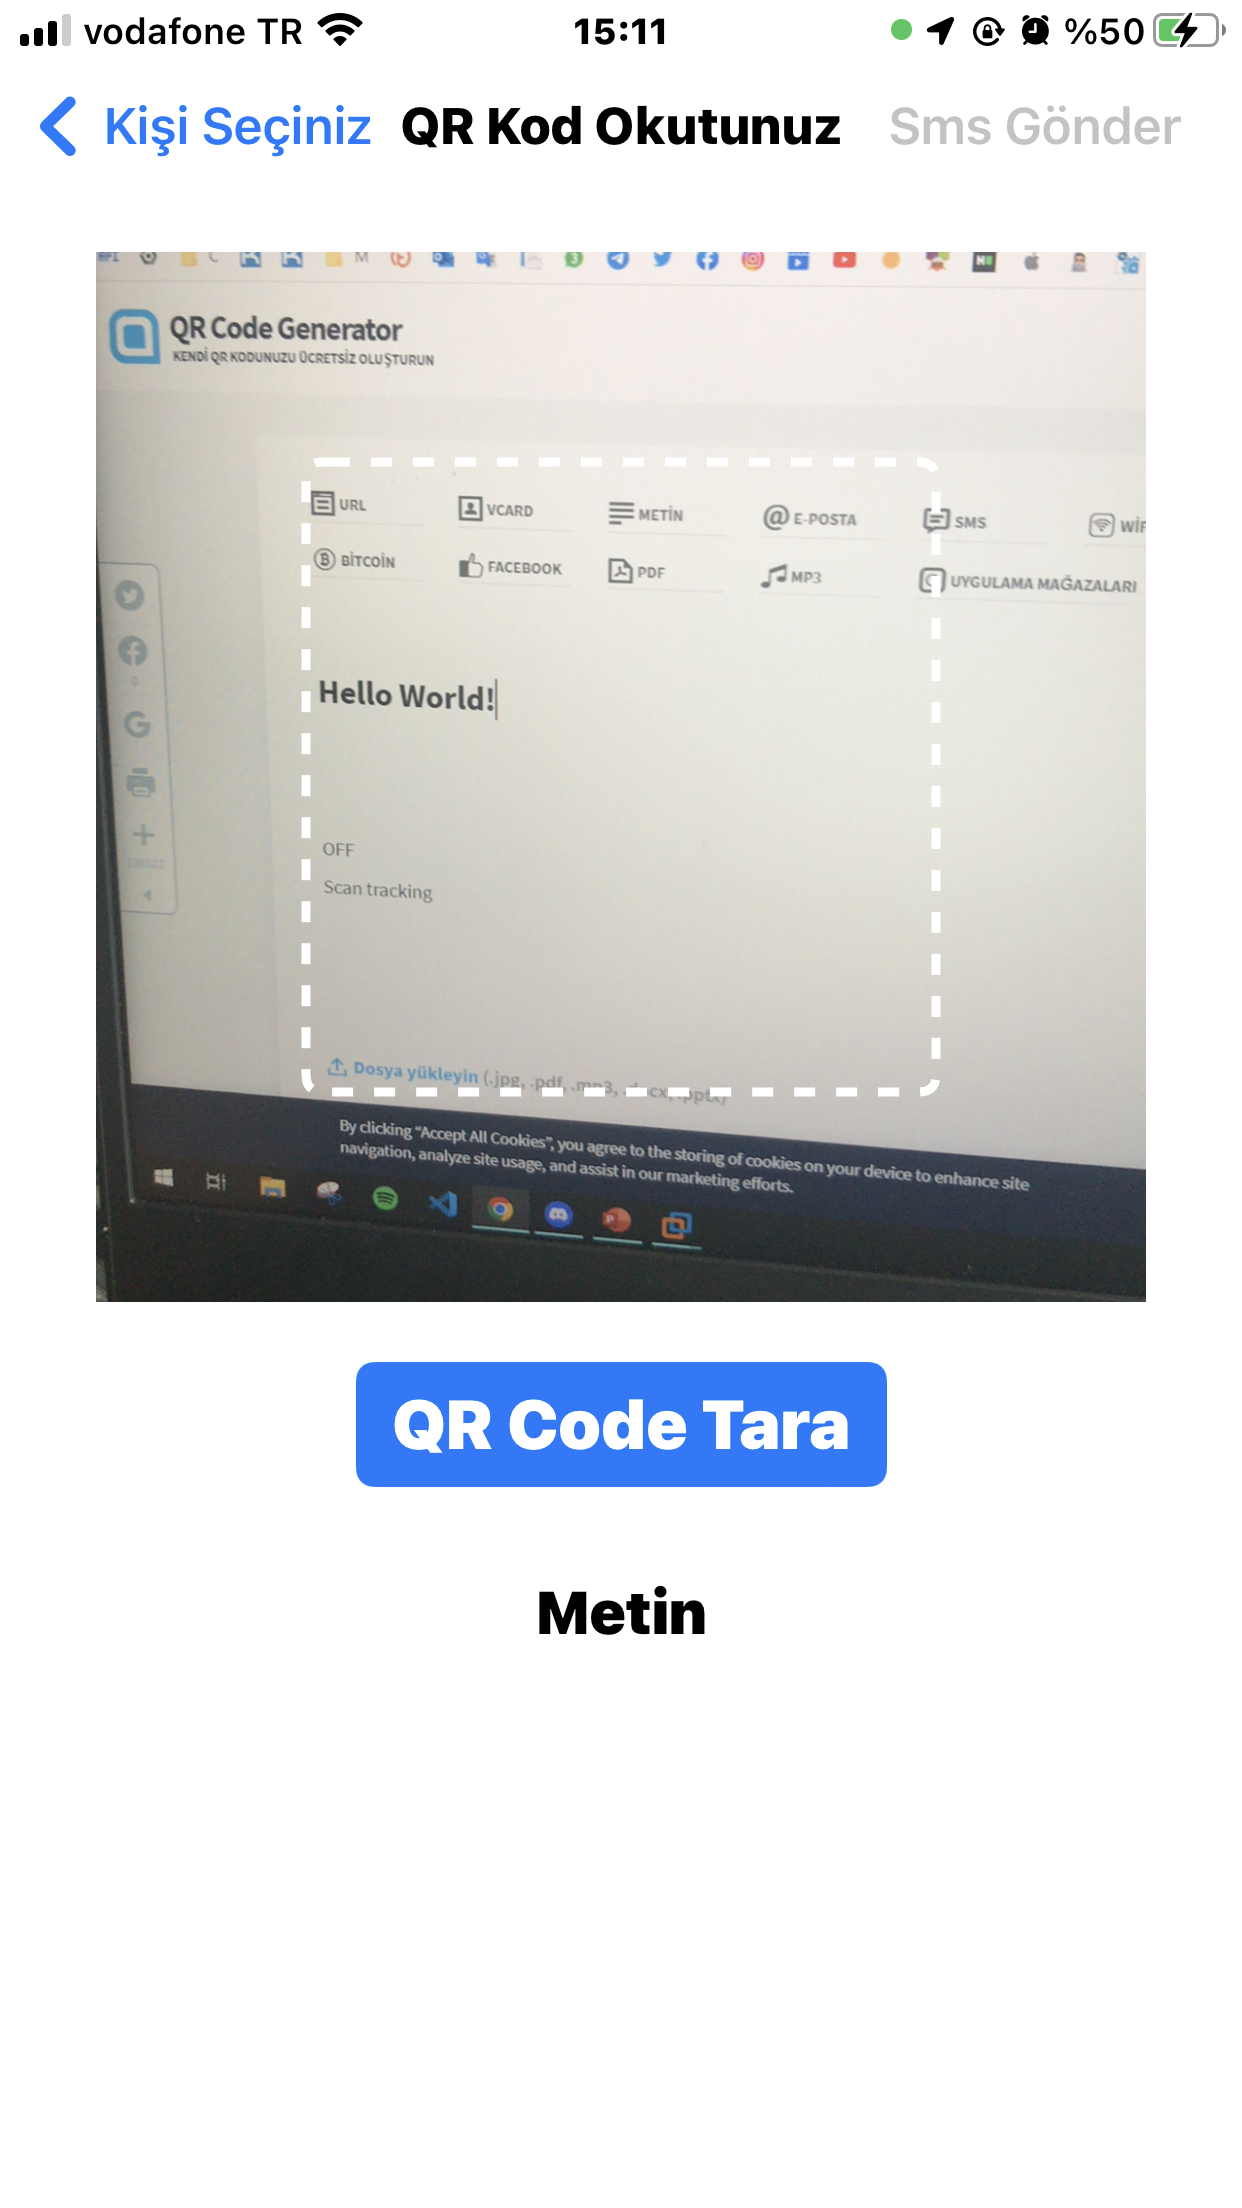 vodafone TR 15:11 %50
Kişi Seçiniz QR Kod Okutunuz Sms Gönder
QR Code Generator
KENDİ QR KODUNUZU ÜCRETSİZ OLUŞTURUN
URL VCARD METİN E-POSTA SMS WİF
BİTCOİN FACEBOOK PDF MP3 UYGULAMA MAĞAZALARI
0
Hello World!
OFF
Scan tracking
Dosya yükleyin (.jpg, .pdf, .mp3, .docx, .pptx)
By clicking “Accept All Cookies”, you agree to the storing of cookies on your device to enhance site
navigation, analyze site usage, and assist in our marketing efforts.
QR Code Tara
Metin